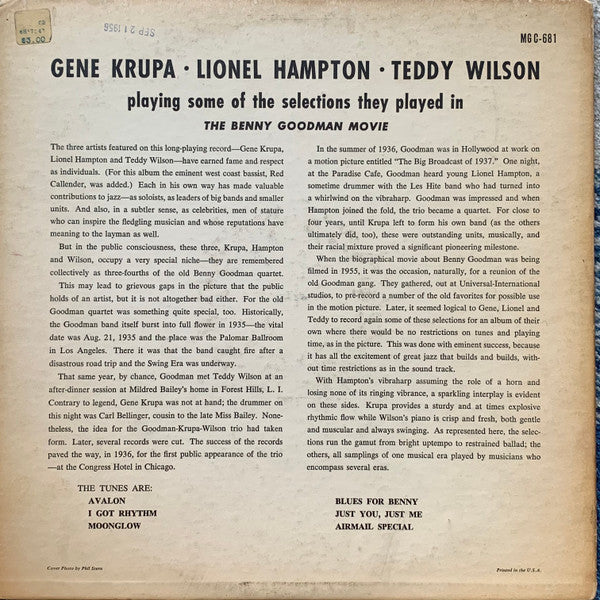 SEP 21 1956
MG C-681
$3.00
GENE KRUPA · LIONEL HAMPTON · TEDDY WILSON
playing some of the selections they played in
THE BENNY GOODMAN MOVIE
The three artists featured on this long-playing record—Gene Krupa,
Lionel Hampton and Teddy Wilson—have earned fame and respect
as individuals. (For this album the eminent west coast bassist, Red
Callender, was added.) Each in his own way has made valuable
contributions to jazz—as soloists, as leaders of big bands and smaller
units. And also, in a subtler sense, as celebrities, men of stature
who can inspire the fledgling musician and whose reputations have
meaning to the layman as well.
But in the public consciousness, these three, Krupa, Hampton
and Wilson, occupy a very special niche—they are remembered
collectively as three-fourths of the old Benny Goodman quartet.
This may lead to grievous gaps in the picture that the public
holds of an artist, but it is not altogether bad either. For the old
Goodman quartet was something quite special, too. Historically,
the Goodman band itself burst into full flower in 1935—the vital
date was Aug. 21, 1935 and the place was the Palomar Ballroom
in Los Angeles. There it was that the band caught fire after a
disastrous road trip and the Swing Era was underway.
That same year, by chance, Goodman met Teddy Wilson at an
after-dinner session at Mildred Bailey's home in Forest Hills, L. I.
Contrary to legend, Gene Krupa was not at hand; the drummer on
this night was Carl Bellinger, cousin to the late Miss Bailey. None-
theless, the idea for the Goodman-Krupa-Wilson trio had taken
form. Later, several records were cut. The success of the records
paved the way, in 1936, for the first public appearance of the trio
—at the Congress Hotel in Chicago.
In the summer of 1936, Goodman was in Hollywood at work on
a motion picture entitled "The Big Broadcast of 1937." One night,
at the Paradise Cafe, Goodman heard young Lionel Hampton, a
sometime drummer with the Les Hite band who had turned into
a whirlwind on the vibraharp. Goodman was impressed and when
Hampton joined the fold, the trio became a quartet. For close to
four years, until Krupa left to form his own band (as the others
ultimately did, too), these were outstanding units, musically, and
their racial mixture proved a significant pioneering milestone.
When the biographical movie about Benny Goodman was being
filmed in 1955, it was the occasion, naturally, for a reunion of the
old Goodman gang. They gathered, out at Universal-International
studios, to pre-record a number of the old favorites for possible use
in the motion picture. Later, it seemed logical to Gene, Lionel and
Teddy to record again some of these selections for an album of their
own where there would be no restrictions on tunes and playing
time, as in the picture. This was done with eminent success, because
it has all the excitement of great jazz that builds and builds, with-
out time restrictions as in the sound track.
With Hampton's vibraharp assuming the role of a horn and
losing none of its ringing vibrance, a sparkling interplay is evident
on these sides. Krupa provides a sturdy and at times explosive
rhythmic flow while Wilson's piano is crisp and fresh, both gentle
and muscular and always swinging. As represented here, the selec-
tions run the gamut from bright uptempo to restrained ballad; the
others, all samplings of one musical era played by musicians who
encompass several eras.
THE TUNES ARE:
AVALON
I GOT RHYTHM
MOONGLOW
BLUES FOR BENNY
JUST YOU, JUST ME
AIRMAIL SPECIAL
Cover Photo by Phil Stern
Printed in the U.S.A.